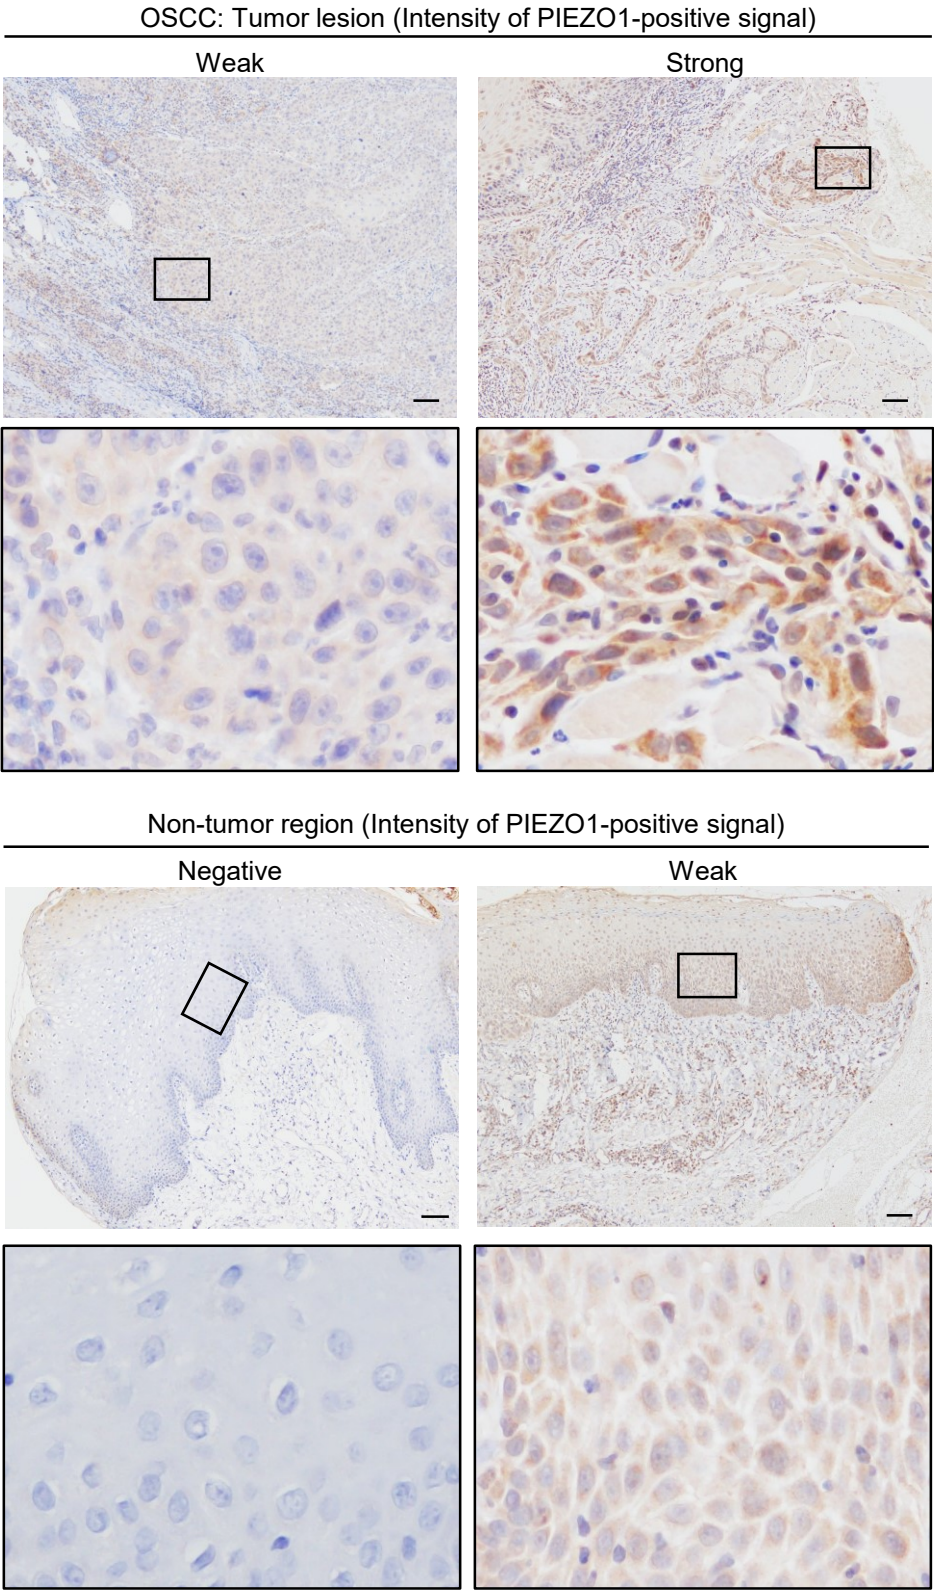 OSCC: Tumor lesion (Intensity of PIEZO1-positive signal)
Weak
Strong
Non-tumor region (Intensity of PIEZO1-positive signal)
Negative
Weak